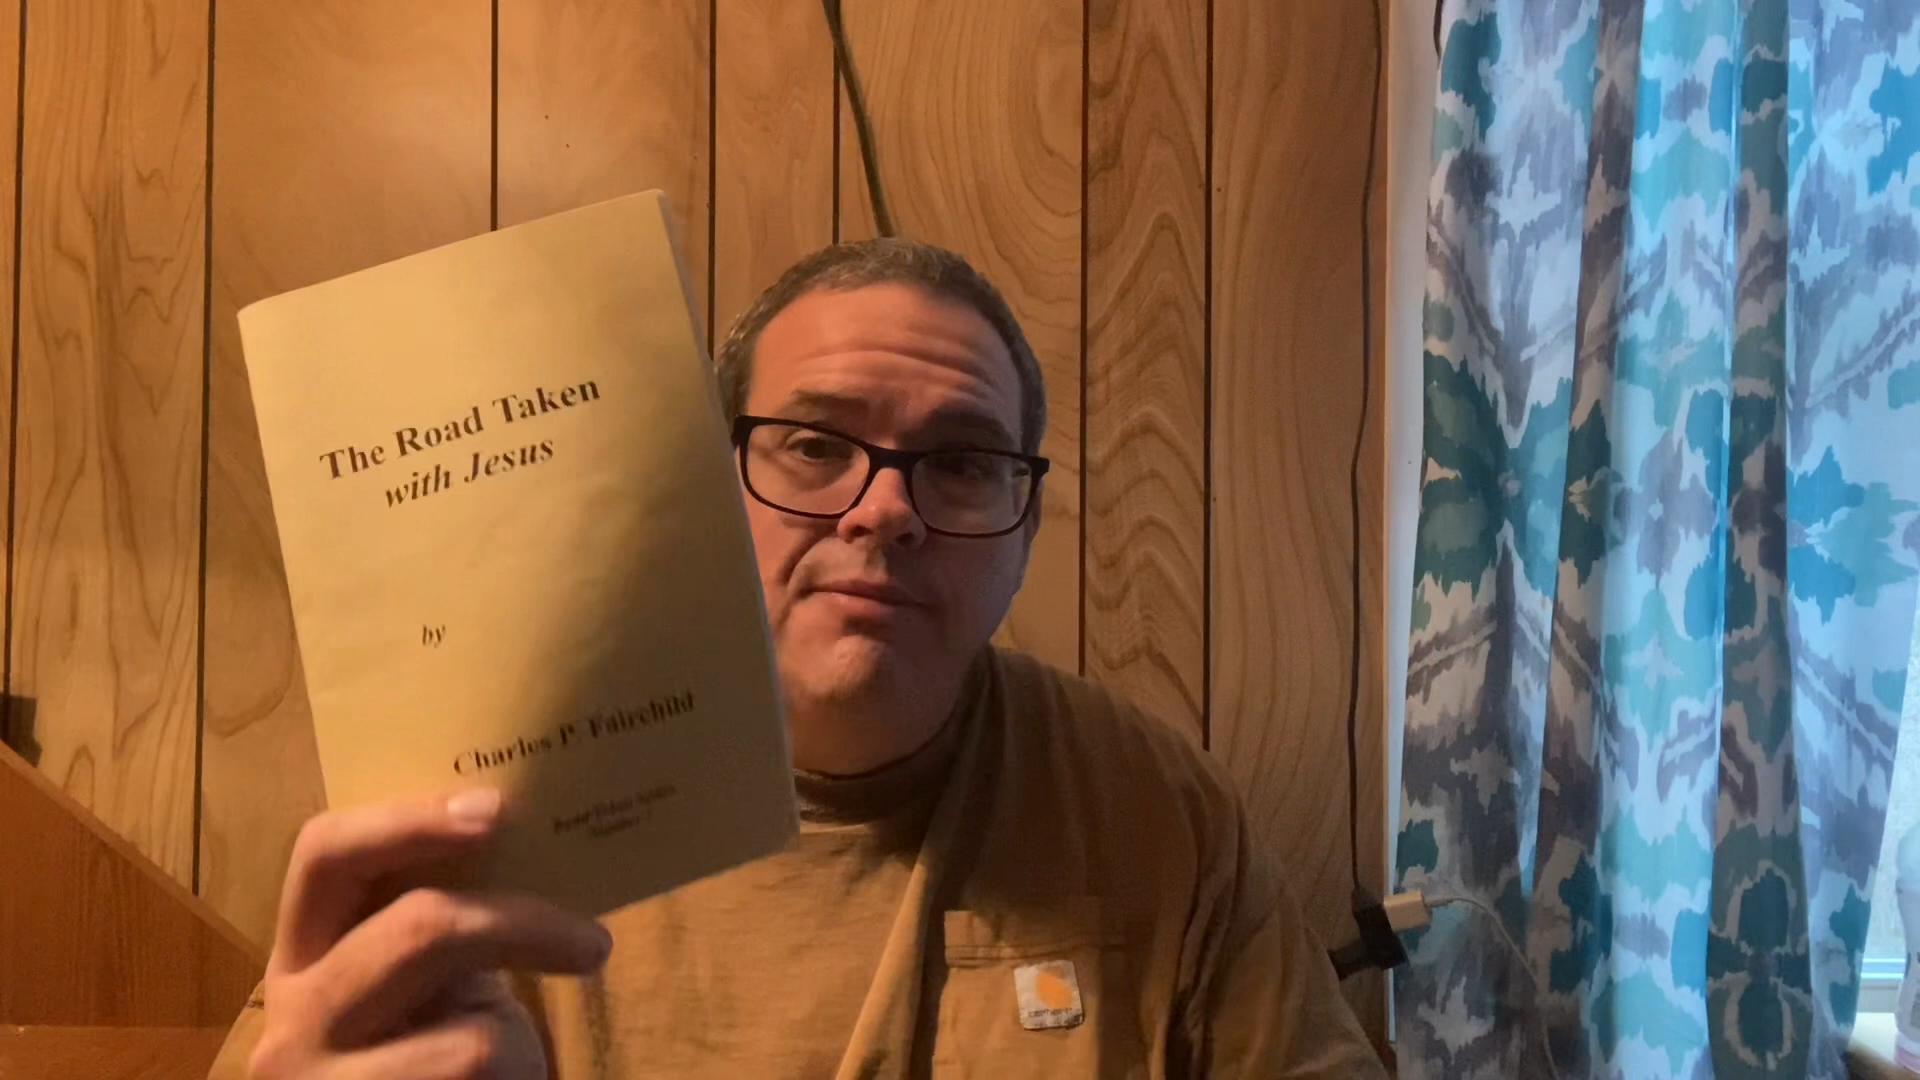 The Road Taken
with Jesus
by
Charles P. Fairchild